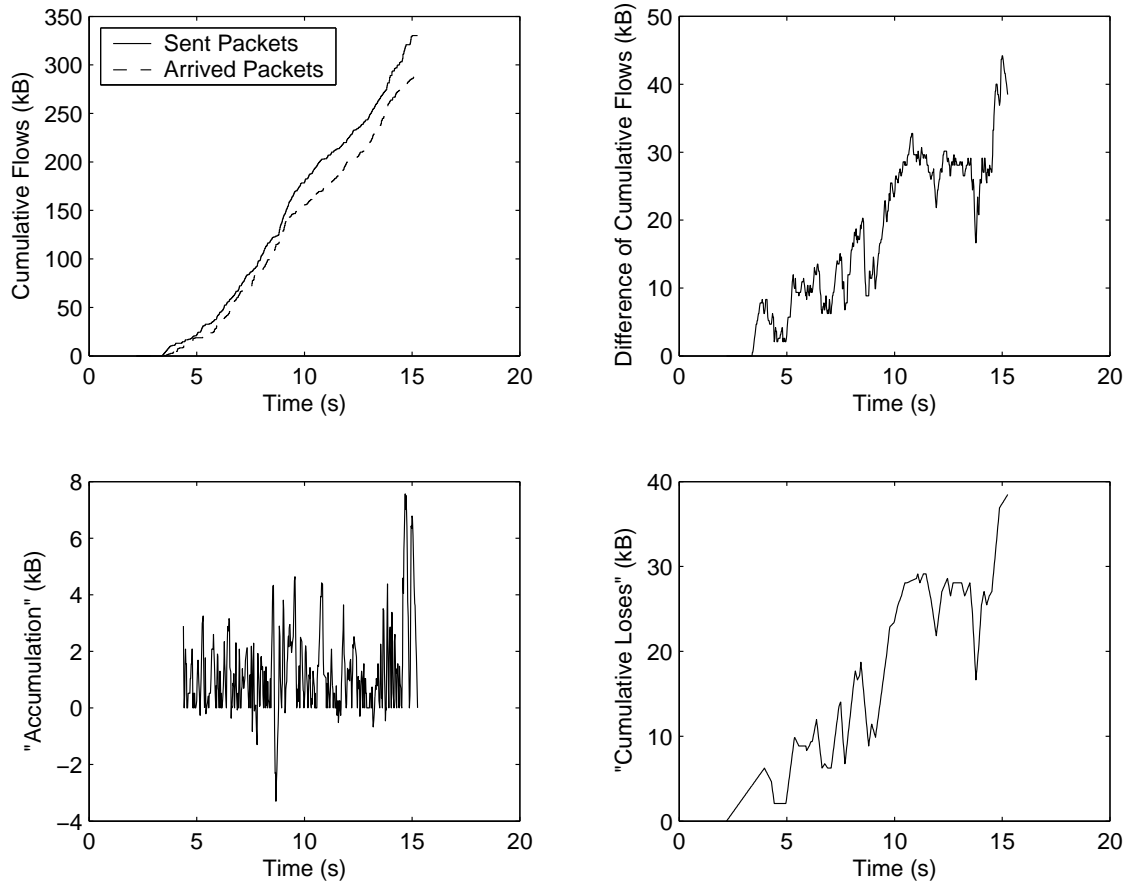 350
300
250
200
150
100
50
0
Cumulative Flows (kB)
Sent Packets
Arrived Packets
0 5 10 15 20
Time (s)
50
40
30
20
10
0
Difference of Cumulative Flows (kB)
0 5 10 15 20
Time (s)
8
6
4
2
0
−2
−4
"Accumulation" (kB)
0 5 10 15 20
Time (s)
40
30
20
10
0
"Cumulative Loses" (kB)
0 5 10 15 20
Time (s)